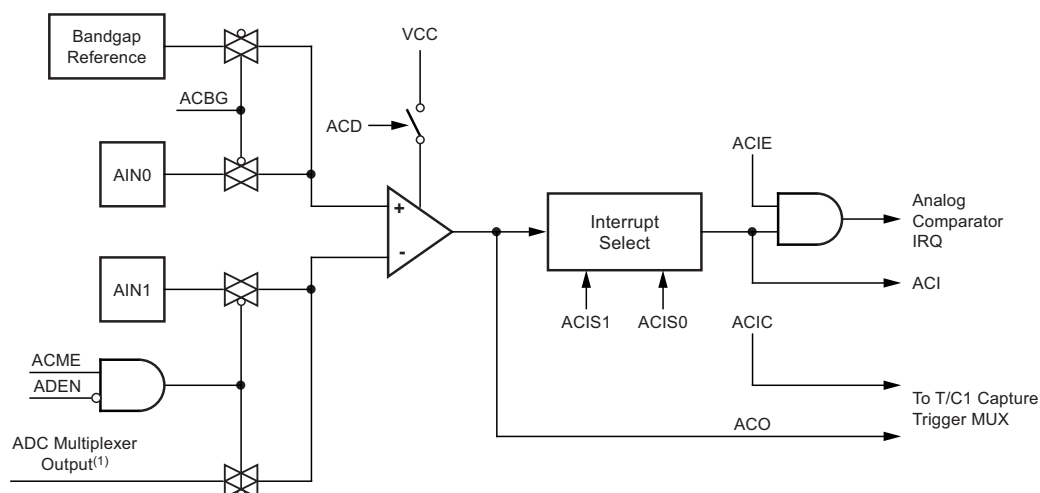 Bandgap
Reference
VCC
ACBG
ACD
ACIE
AIN0
+
-
Interrupt
Select
Analog
Comparator
IRQ
AIN1
ACI
ACIS1
ACIS0
ACIC
ACME
ADEN
To T/C1 Capture
Trigger MUX
ACO
ADC Multiplexer
Output(1)